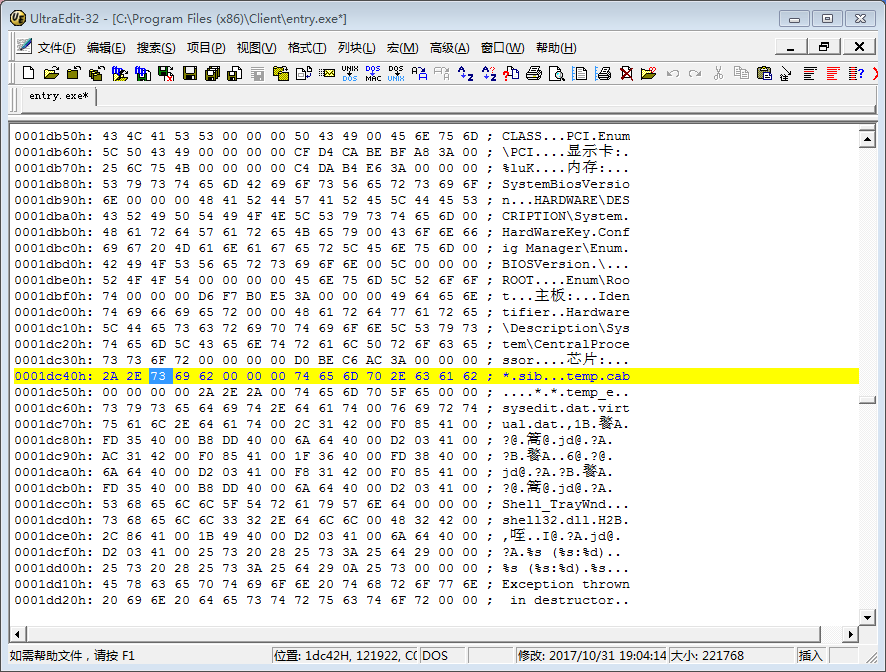 UltraEdit-32 - [C:\Program Files (x86)\Client\entry.exe*]
文件(F) 编辑(E) 搜索(S) 项目(P) 视图(V) 格式(T) 列块(L) 宏(M) 高级(A) 窗口(W) 帮助(H)
entry.exe*
0001db50h: 43 4C 41 53 53 00 00 00 50 43 49 00 45 6E 75 6D ; CLASS...PCI.Enum
0001db60h: 5C 50 43 49 00 00 00 00 CF D4 CA BE BF A8 3A 00 ; \PCI....显示卡:.
0001db70h: 25 6C 75 4B 00 00 00 00 C4 DA B4 E6 3A 00 00 00 ; %luK....内存:...
0001db80h: 53 79 73 74 65 6D 42 69 6F 73 56 65 72 73 69 6F ; SystemBiosVersio
0001db90h: 6E 00 00 00 48 41 52 44 57 41 52 45 5C 44 45 53 ; n...HARDWARE\DES
0001dba0h: 43 52 49 50 54 49 4F 4E 5C 53 79 73 74 65 6D 00 ; CRIPTION\System.
0001dbb0h: 48 61 72 64 57 61 72 65 4B 65 79 00 43 6F 6E 66 ; HardWareKey.Conf
0001dbc0h: 69 67 20 4D 61 6E 61 67 65 72 5C 45 6E 75 6D 00 ; ig Manager\Enum.
0001dbd0h: 42 49 4F 53 56 65 72 73 69 6F 6E 00 5C 00 00 00 ; BIOSVersion.\...
0001dbe0h: 52 4F 4F 54 00 00 00 00 45 6E 75 6D 5C 52 6F 6F ; ROOT....Enum\Roo
0001dbf0h: 74 00 00 00 D6 F7 B0 E5 3A 00 00 00 49 64 65 6E ; t...主板:...Iden
0001dc00h: 74 69 66 69 65 72 00 00 48 61 72 64 77 61 72 65 ; tifier..Hardware
0001dc10h: 5C 44 65 73 63 72 69 70 74 69 6F 6E 5C 53 79 73 ; \Description\Sys
0001dc20h: 74 65 6D 5C 43 65 6E 74 72 61 6C 50 72 6F 63 65 ; tem\CentralProce
0001dc30h: 73 73 6F 72 00 00 00 00 D0 BE C6 AC 3A 00 00 00 ; ssor....芯片:...
0001dc40h: 2A 2E 73 69 62 00 00 00 74 65 6D 70 2E 63 61 62 ; *.sib...temp.cab
0001dc50h: 00 00 00 00 2A 2E 2A 00 74 65 6D 70 5F 65 00 00 ; ....*.*.temp_e..
0001dc60h: 73 79 73 65 64 69 74 2E 64 61 74 00 76 69 72 74 ; sysedit.dat.virt
0001dc70h: 75 61 6C 2E 64 61 74 00 2C 31 42 00 F0 85 41 00 ; ual.dat.,1B.饏A.
0001dc80h: FD 35 40 00 B8 DD 40 00 6A 64 40 00 D2 03 41 00 ; ?@.篙@.jd@.?A.
0001dc90h: AC 31 42 00 F0 85 41 00 1F 36 40 00 FD 38 40 00 ; ?B.饏A..6@.?@.
0001dca0h: 6A 64 40 00 D2 03 41 00 F8 31 42 00 F0 85 41 00 ; jd@.?A.?B.饏A.
0001dcb0h: FD 35 40 00 B8 DD 40 00 6A 64 40 00 D2 03 41 00 ; ?@.篙@.jd@.?A.
0001dcc0h: 53 68 65 6C 6C 5F 54 72 61 79 57 6E 64 00 00 00 ; Shell_TrayWnd...
0001dcd0h: 73 68 65 6C 6C 33 32 2E 64 6C 6C 00 48 32 42 00 ; shell32.dll.H2B.
0001dce0h: 2C 86 41 00 1B 49 40 00 D2 03 41 00 6A 64 40 00 ; ,咥..I@.?A.jd@.
0001dcf0h: D2 03 41 00 25 73 20 28 25 73 3A 25 64 29 00 00 ; ?A.%s (%s:%d)..
0001dd00h: 25 73 20 28 25 73 3A 25 64 29 0A 25 73 00 00 00 ; %s (%s:%d).%s...
0001dd10h: 45 78 63 65 70 74 69 6F 6E 20 74 68 72 6F 77 6E ; Exception thrown
0001dd20h: 20 69 6E 20 64 65 73 74 72 75 63 74 6F 72 00 00 ; in destructor..
如需帮助文件，请按 F1 位置: 1dc42H, 121922, C0 DOS 修改: 2017/10/31 19:04:14 大小: 221768 插入